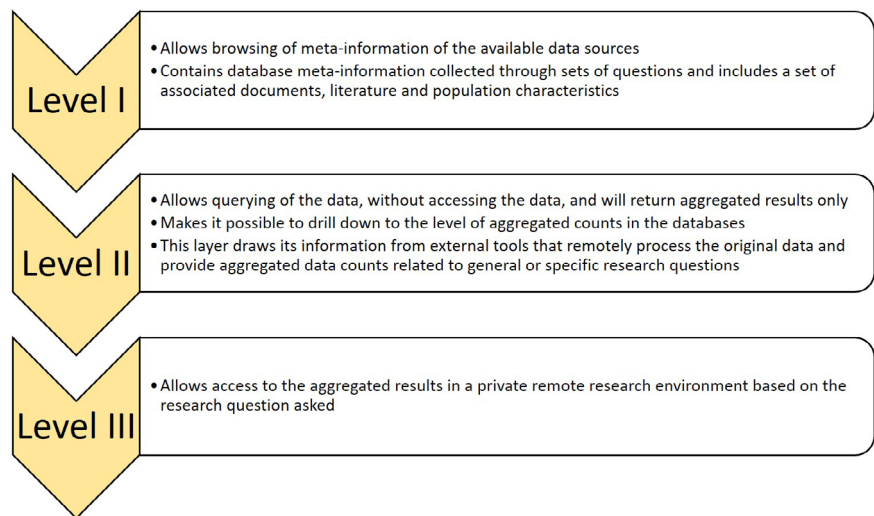 Level I
• Allows browsing of meta-information of the available data sources
• Contains database meta-information collected through sets of questions and includes a set of
associated documents, literature and population characteristics
Level II
• Allows querying of the data, without accessing the data, and will return aggregated results only
• Makes it possible to drill down to the level of aggregated counts in the databases
• This layer draws its information from external tools that remotely process the original data and
provide aggregated data counts related to general or specific research questions
Level III
• Allows access to the aggregated results in a private remote research environment based on the
research question asked